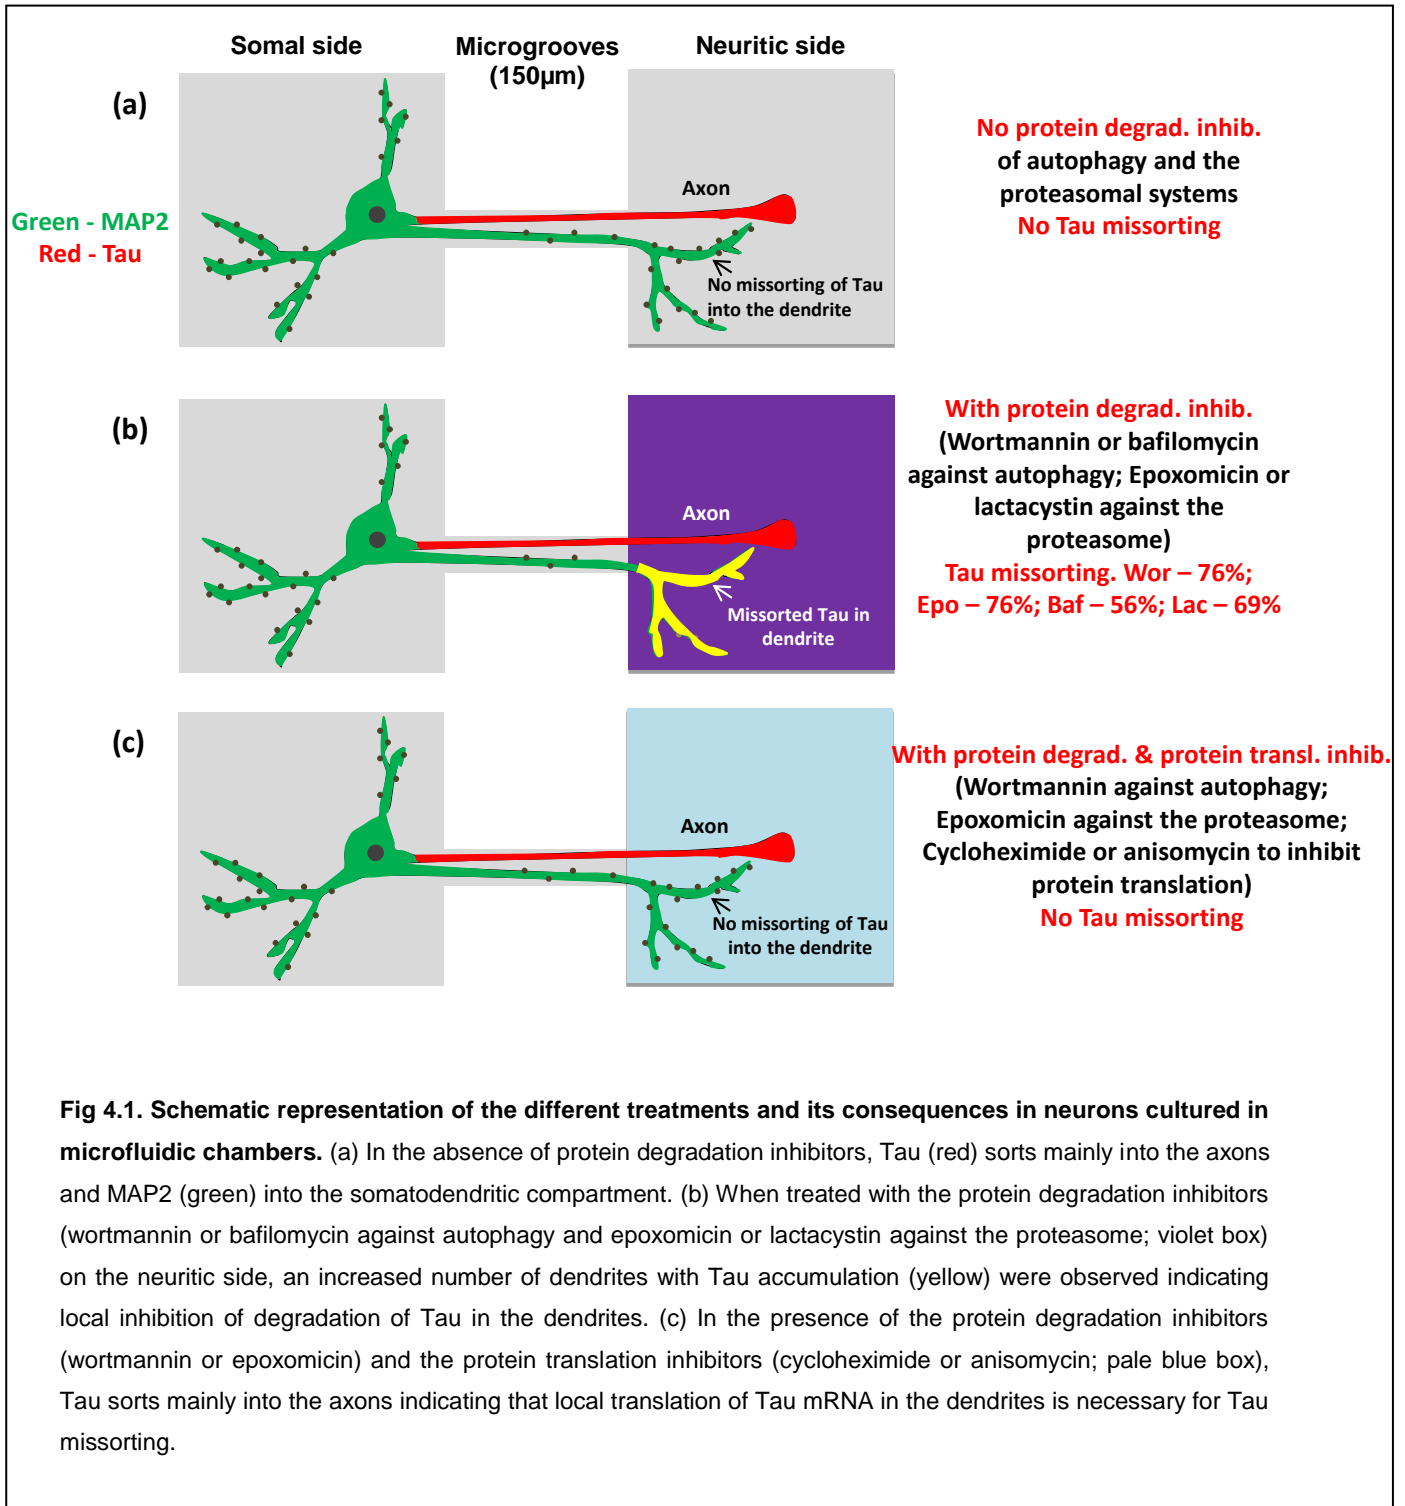 Somal side
Microgrooves
(150µm)
Neuritic side
(a)
Green - MAP2
Red - Tau
Axon
No missorting of Tau
into the dendrite
No protein degrad. inhib.
of autophagy and the
proteasomal systems
No Tau missorting
(b)
Axon
Missorted Tau in
dendrite
With protein degrad. inhib.
(Wortmannin or bafilomycin
against autophagy; Epoxomicin or
lactacystin against the
proteasome)
Tau missorting. Wor – 76%;
Epo – 76%; Baf – 56%; Lac – 69%
(c)
Axon
No missorting of Tau
into the dendrite
With protein degrad. & protein transl. inhib.
(Wortmannin against autophagy;
Epoxomicin against the proteasome;
Cycloheximide or anisomycin to inhibit
protein translation)
No Tau missorting
Fig 4.1. Schematic representation of the different treatments and its consequences in neurons cultured in
microfluidic chambers. (a) In the absence of protein degradation inhibitors, Tau (red) sorts mainly into the axons
and MAP2 (green) into the somatodendritic compartment. (b) When treated with the protein degradation inhibitors
(wortmannin or bafilomycin against autophagy and epoxomicin or lactacystin against the proteasome; violet box)
on the neuritic side, an increased number of dendrites with Tau accumulation (yellow) were observed indicating
local inhibition of degradation of Tau in the dendrites. (c) In the presence of the protein degradation inhibitors
(wortmannin or epoxomicin) and the protein translation inhibitors (cycloheximide or anisomycin; pale blue box),
Tau sorts mainly into the axons indicating that local translation of Tau mRNA in the dendrites is necessary for Tau
missorting.